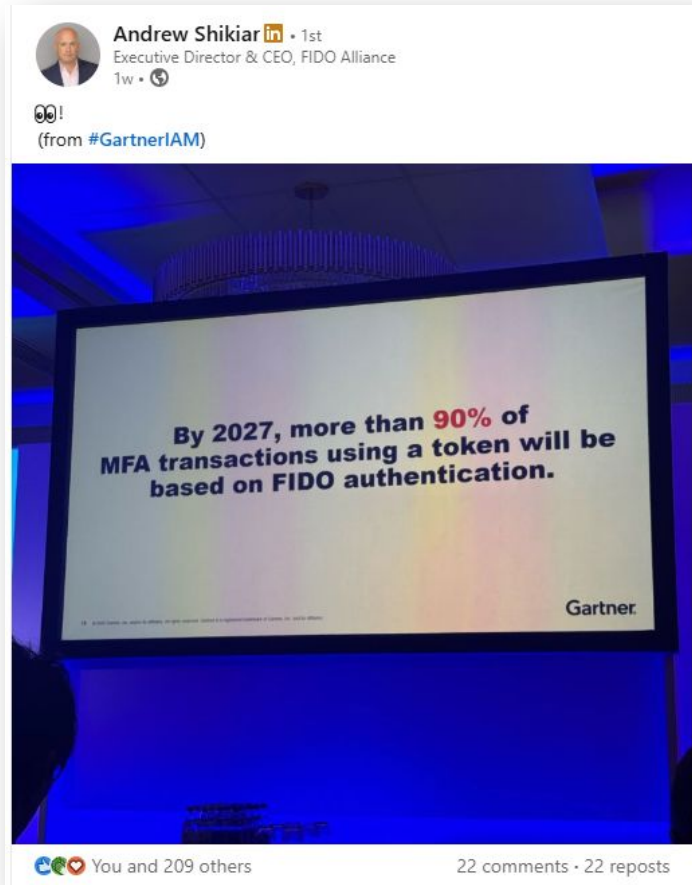 Andrew Shikiar in • 1st
Executive Director & CEO, FIDO Alliance
1w •
👀!
(from #GartnerIAM)
By 2027, more than 90% of
MFA transactions using a token will be
based on FIDO authentication.
Gartner
You and 209 others
22 comments · 22 reposts